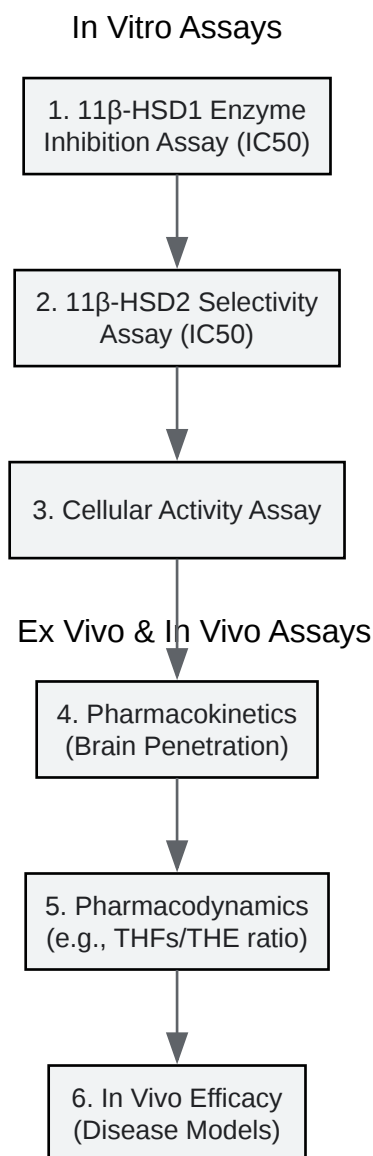 In Vitro Assays
1. 11β-HSD1 Enzyme
Inhibition Assay (IC50)
2. 11β-HSD2 Selectivity
Assay (IC50)
3. Cellular Activity Assay
Ex Vivo & In Vivo Assays
4. Pharmacokinetics
(Brain Penetration)
5. Pharmacodynamics
(e.g., THFs/THE ratio)
6. In Vivo Efficacy
(Disease Models)